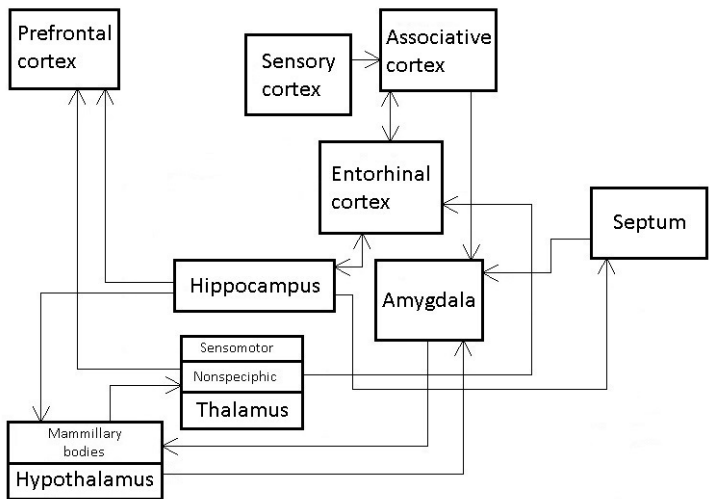 Prefrontal
cortex
Sensory
cortex
Associative
cortex
Entorhinal
cortex
Septum
Hippocampus
Amygdala
Sensomotor
Nonspeciphic
Thalamus
Mammillary
bodies
Hypothalamus